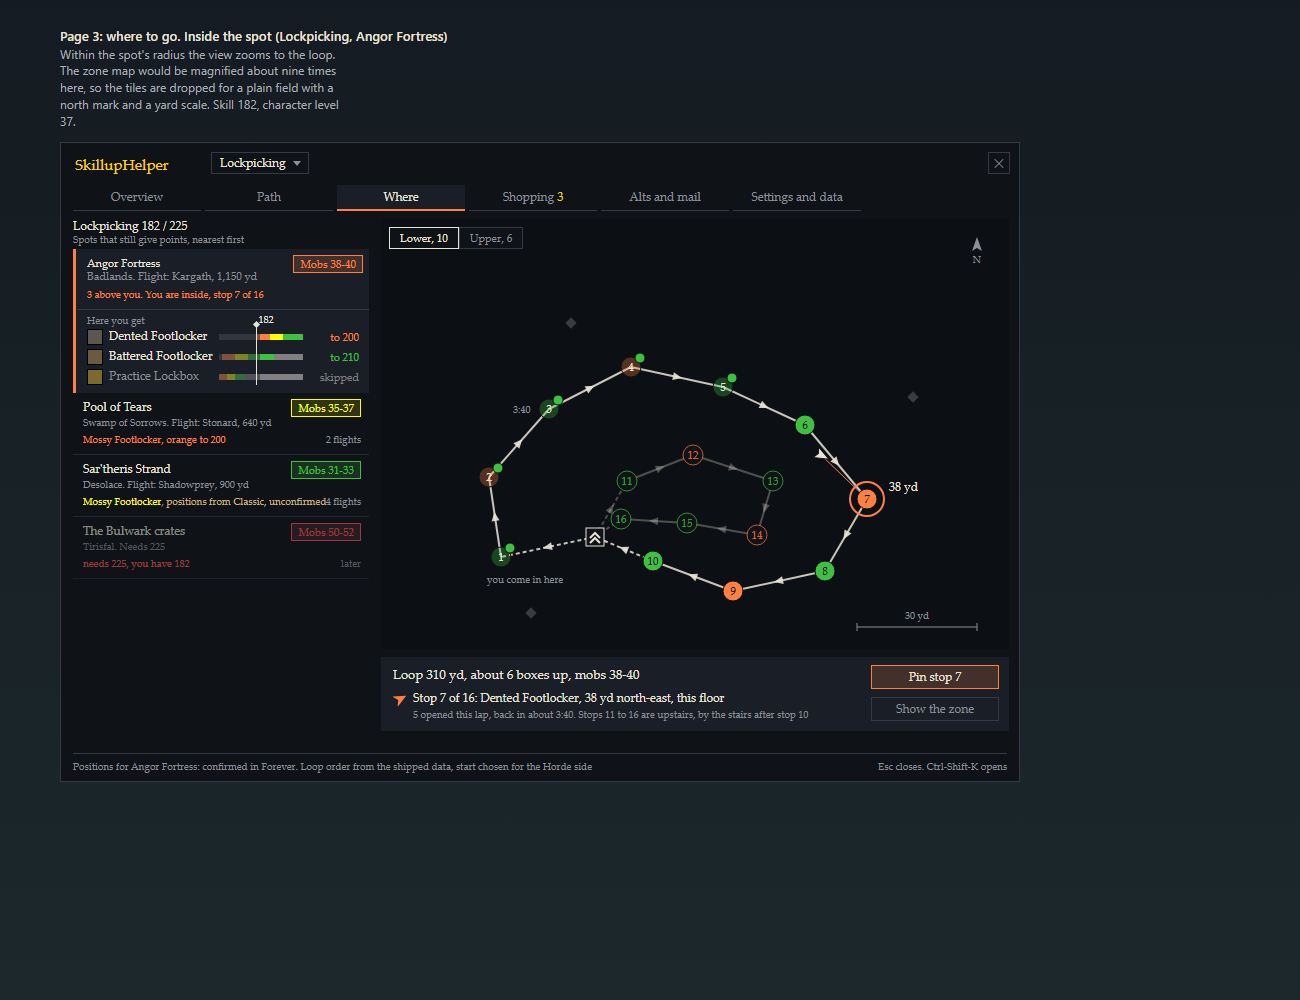 Page 3: where to go. Inside the spot (Lockpicking, Angor Fortress)
Within the spot's radius the view zooms to the loop.
The zone map would be magnified about nine times
here, so the tiles are dropped for a plain field with a
north mark and a yard scale. Skill 182, character level
37.
SkillupHelper
Lockpicking
Overview
Path
Where
Shopping 3
Alts and mail
Settings and data
Lockpicking 182 / 225
Spots that still give points, nearest first
Angor Fortress
Mobs 38-40
Badlands. Flight: Kargath, 1,150 yd
3 above you. You are inside, stop 7 of 16
Here you get
182
Dented Footlocker
to 200
Battered Footlocker
to 210
Practice Lockbox
skipped
Pool of Tears
Mobs 35-37
Swamp of Sorrows. Flight: Stonard, 640 yd
Mossy Footlocker, orange to 200
2 flights
Sar'theris Strand
Mobs 31-33
Desolace. Flight: Shadowprey, 900 yd
Mossy Footlocker, positions from Classic, unconfirmed
4 flights
The Bulwark crates
Mobs 50-52
Tirisfal. Needs 225
needs 225, you have 182
later
Lower, 10
Upper, 6
N
4
5
3:40
3
6
12
2
11
13
7
38 yd
16
15
14
1
10
8
you come in here
9
30 yd
Loop 310 yd, about 6 boxes up, mobs 38-40
Stop 7 of 16: Dented Footlocker, 38 yd north-east, this floor
5 opened this lap, back in about 3:40. Stops 11 to 16 are upstairs, by the stairs after stop 10
Pin stop 7
Show the zone
Positions for Angor Fortress: confirmed in Forever. Loop order from the shipped data, start chosen for the Horde side
Esc closes. Ctrl-Shift-K opens